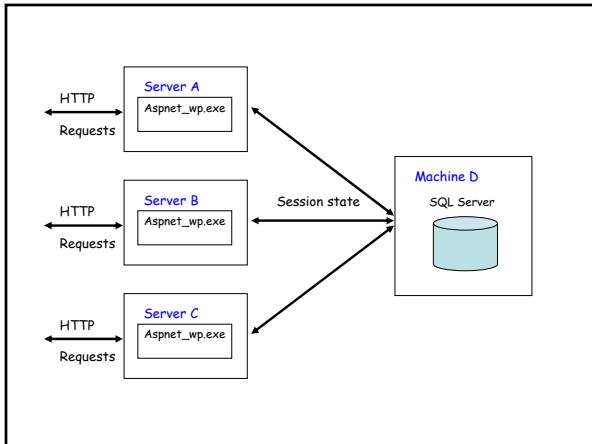 Server A
HTTP
Aspnet_wp.exe
Requests
Machine D
Server B
Session state
SQL Server
HTTP
Aspnet_wp.exe
Requests
Server C
HTTP
Aspnet_wp.exe
Requests